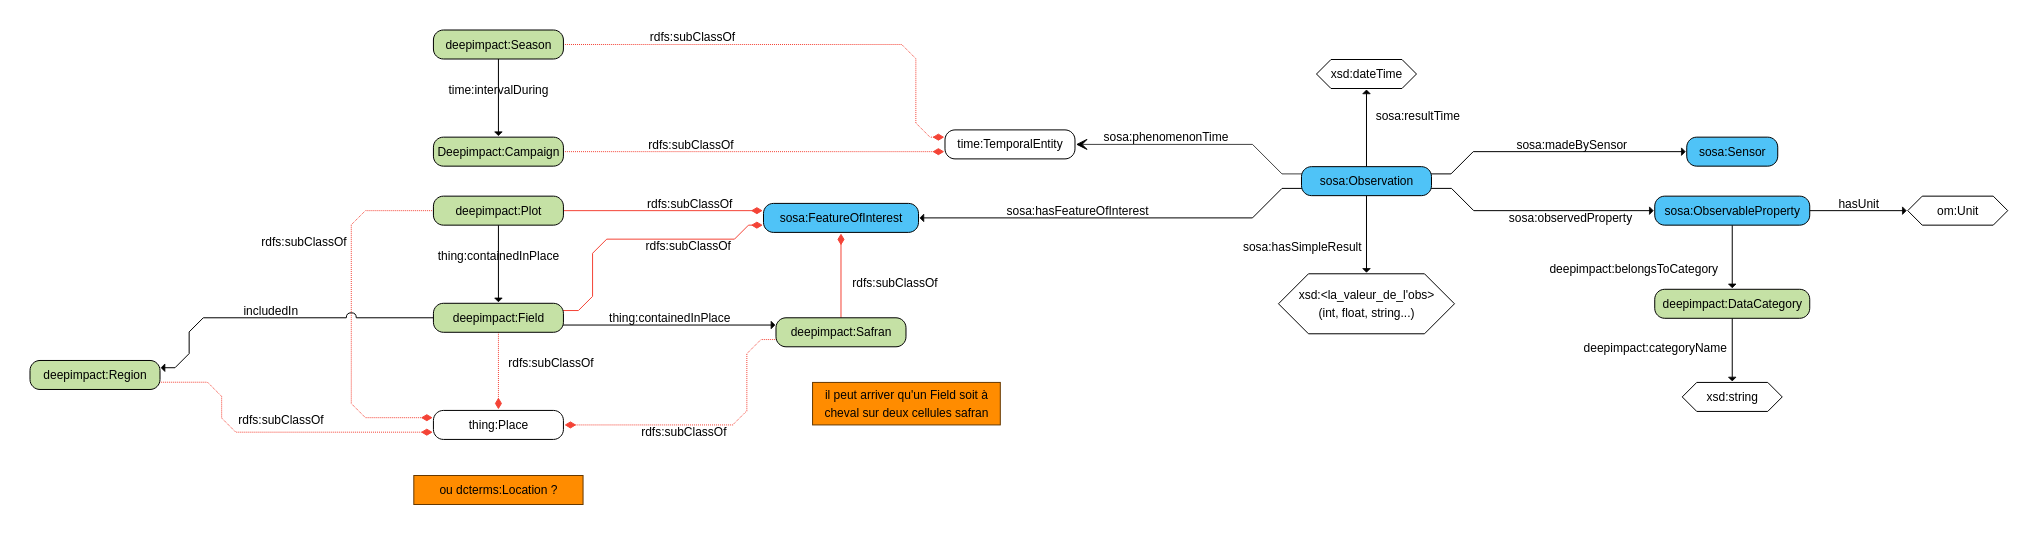 deepimpact:Season
rdfs:subClassOf
time:intervalDuring
Deepimpact:Campaign
rdfs:subClassOf
time:TemporalEntity
sosa:phenomenonTime
xsd:dateTime
sosa:resultTime
sosa:Observation
sosa:madeBySensor
sosa:Sensor
deepimpact:Plot
rdfs:subClassOf
sosa:FeatureOfInterest
sosa:hasFeatureOfInterest
sosa:observedProperty
sosa:ObservableProperty
hasUnit
om:Unit
rdfs:subClassOf
rdfs:subClassOf
thing:containedInPlace
sosa:hasSimpleResult
deepimpact:belongsToCategory
rdfs:subClassOf
xsd:<la_valeur_de_l'obs>
(int, float, string...)
deepimpact:DataCategory
includedIn
deepimpact:Field
thing:containedInPlace
deepimpact:Safran
deepimpact:categoryName
rdfs:subClassOf
deepimpact:Region
xsd:string
il peut arriver qu'un Field soit à
cheval sur deux cellules safran
rdfs:subClassOf
thing:Place
rdfs:subClassOf
ou dcterms:Location ?